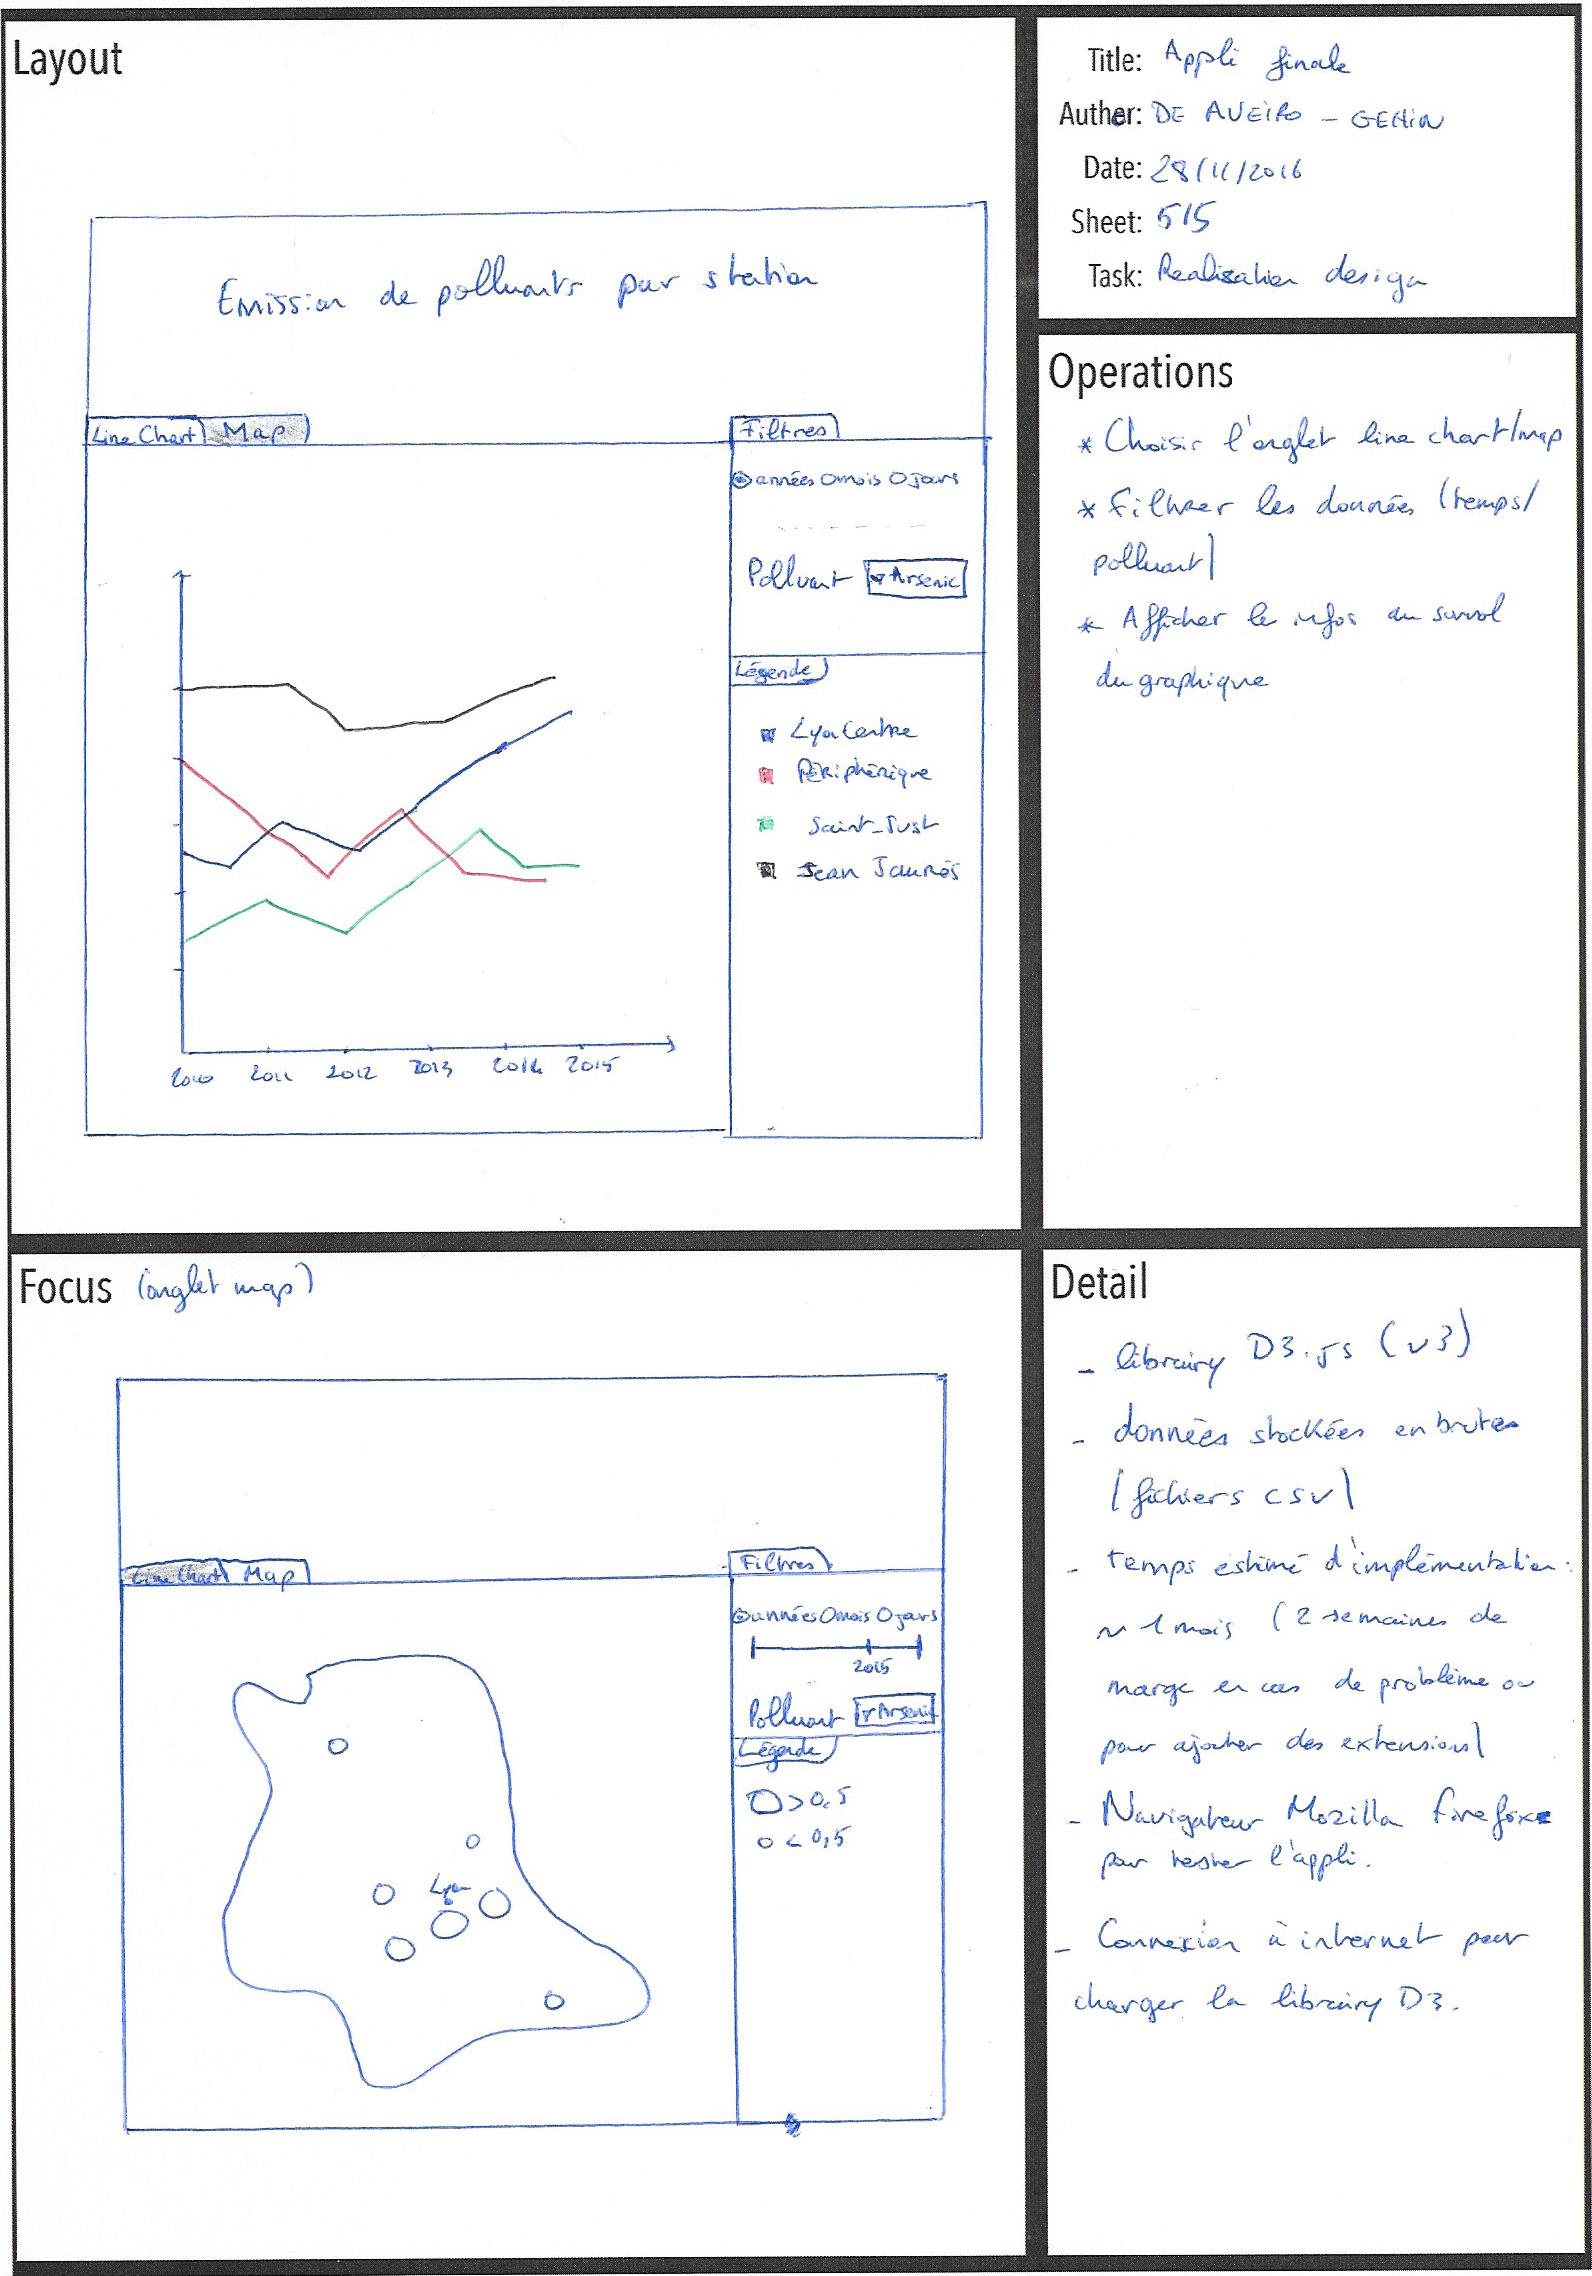 Layout
Emission de polluants par station
Line Chart Map
Filtres
années mois jours
Polluant Arsenic
Légende
Lyon Centre
Périphérique
Saint-Just
Jean Jaurès
2010 2011 2012 2013 2014 2015
Title: Appli finale
Author: DE AVEIRO - GEHIN
Date: 28/11/2016
Sheet: 5/5
Task: Realisation design
Operations
* Choisir l'onglet line chart/map
* Filtrer les données (temps/
polluant)
* Afficher le infos au survol
du graphique
Focus (onglet map)
Line Chart Map
Filtres
années mois jours
2015
Polluant Arsenic
Légende
> 0,5
< 0,5
Lyon
Detail
- library D3.js (v3)
- données stockées en brutes
(fichiers csv)
- temps estimé d'implémentation:
~ 1 mois (2 semaines de
marge en cas de problème ou
pour ajouter des extensions)
- Navigateur Mozilla Firefox
pour tester l'appli.
- Connexion à internet pour
charger la library D3.